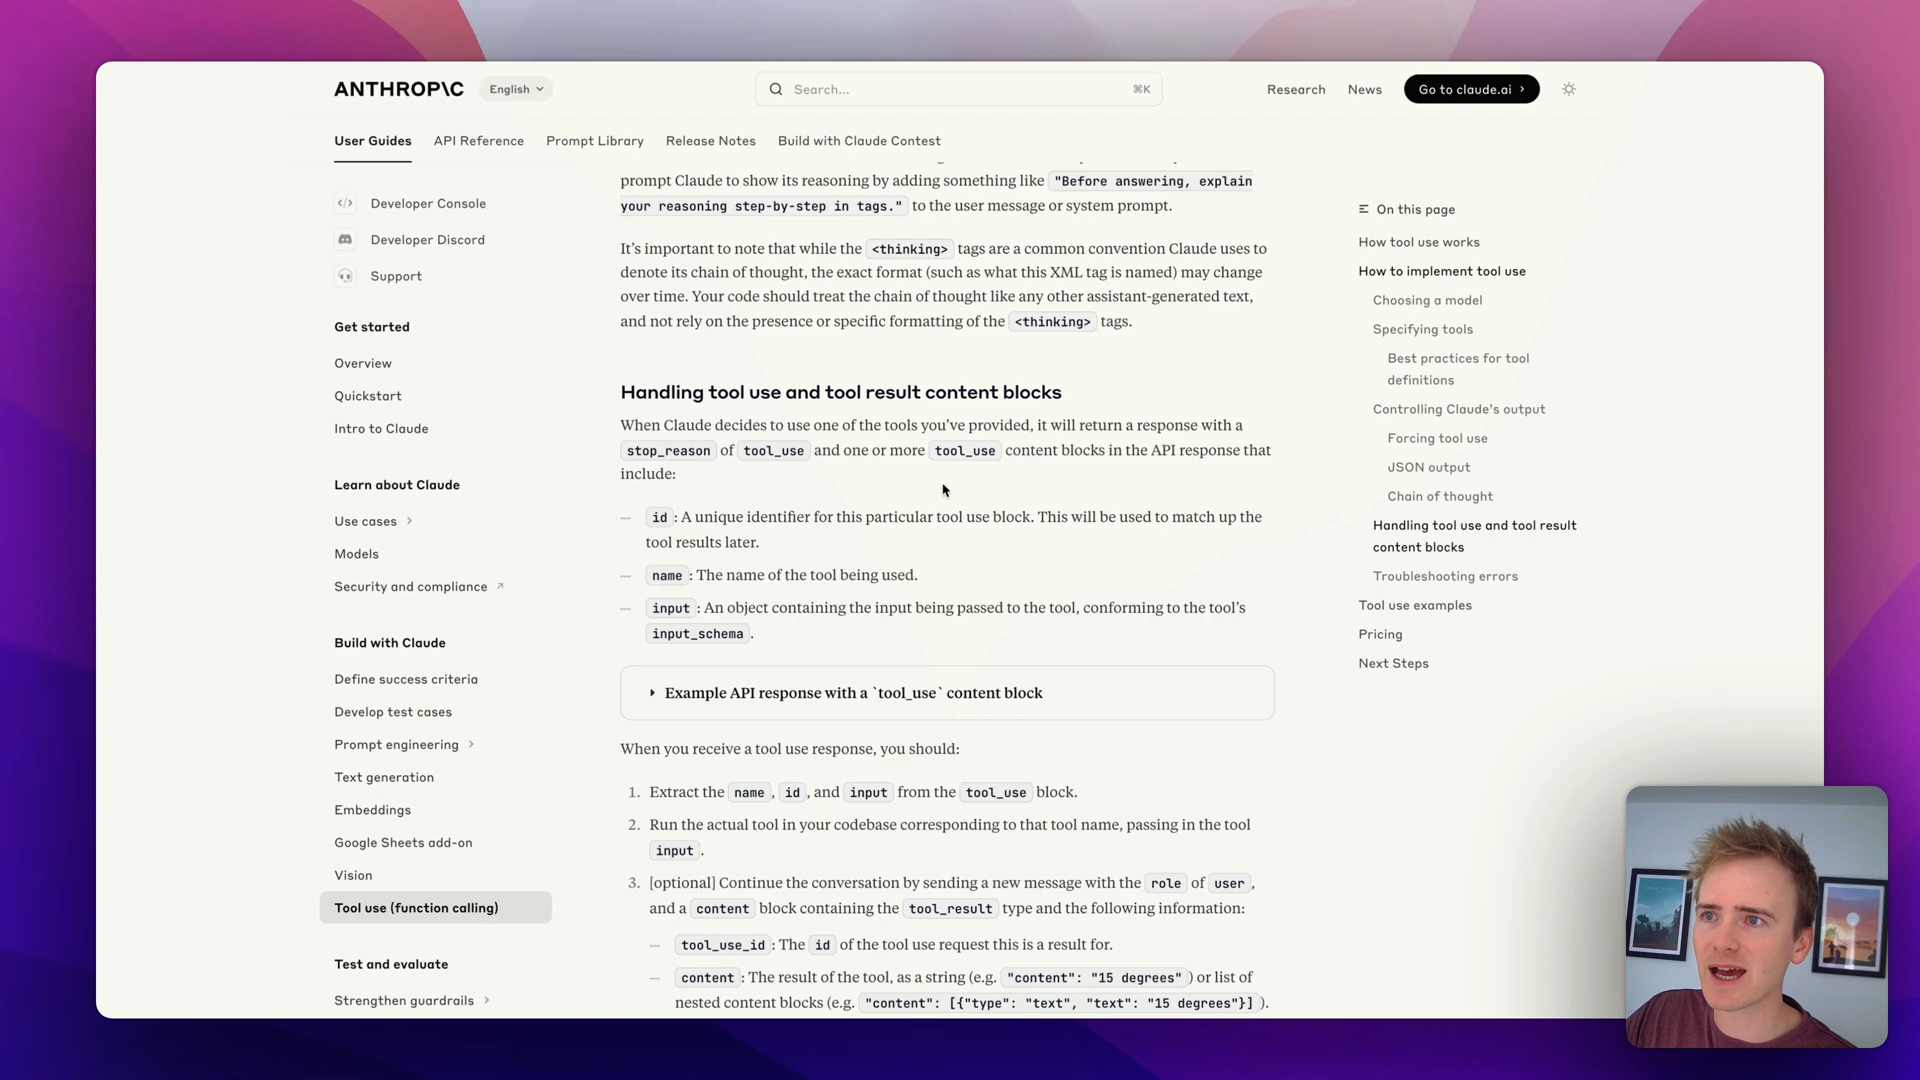 ANTHROP\C
English
Search...
⌘K
Research
News
Go to claude.ai
User Guides
API Reference
Prompt Library
Release Notes
Build with Claude Contest
Developer Console
Developer Discord
Support
Get started
Overview
Quickstart
Intro to Claude
Learn about Claude
Use cases
Models
Security and compliance
Build with Claude
Define success criteria
Develop test cases
Prompt engineering
Text generation
Embeddings
Google Sheets add-on
Vision
Tool use (function calling)
Test and evaluate
Strengthen guardrails
prompt Claude to show its reasoning by adding something like "Before answering, explain
your reasoning step-by-step in tags." to the user message or system prompt.
It’s important to note that while the <thinking> tags are a common convention Claude uses to
denote its chain of thought, the exact format (such as what this XML tag is named) may change
over time. Your code should treat the chain of thought like any other assistant-generated text,
and not rely on the presence or specific formatting of the <thinking> tags.
Handling tool use and tool result content blocks
When Claude decides to use one of the tools you’ve provided, it will return a response with a
stop_reason of tool_use and one or more tool_use content blocks in the API response that
include:
— id: A unique identifier for this particular tool use block. This will be used to match up the
tool results later.
— name: The name of the tool being used.
— input: An object containing the input being passed to the tool, conforming to the tool’s
input_schema.
Example API response with a `tool_use` content block
When you receive a tool use response, you should:
1. Extract the name, id, and input from the tool_use block.
2. Run the actual tool in your codebase corresponding to that tool name, passing in the tool
input.
3. [optional] Continue the conversation by sending a new message with the role of user,
and a content block containing the tool_result type and the following information:
— tool_use_id: The id of the tool use request this is a result for.
— content: The result of the tool, as a string (e.g. "content": "15 degrees") or list of
nested content blocks (e.g. "content": [{"type": "text", "text": "15 degrees"}]).
On this page
How tool use works
How to implement tool use
Choosing a model
Specifying tools
Best practices for tool
definitions
Controlling Claude’s output
Forcing tool use
JSON output
Chain of thought
Handling tool use and tool result
content blocks
Troubleshooting errors
Tool use examples
Pricing
Next Steps